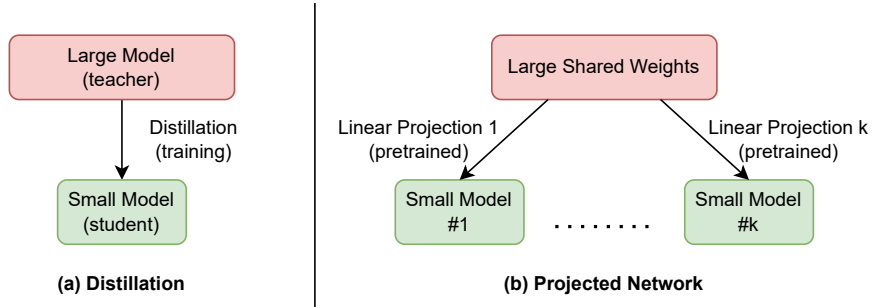 Large Model
(teacher)
Distillation
(training)
Small Model
(student)
(a) Distillation
Large Shared Weights
Linear Projection 1
(pretrained)
Linear Projection k
(pretrained)
Small Model
#1
. . . . . . . .
Small Model
#k
(b) Projected Network